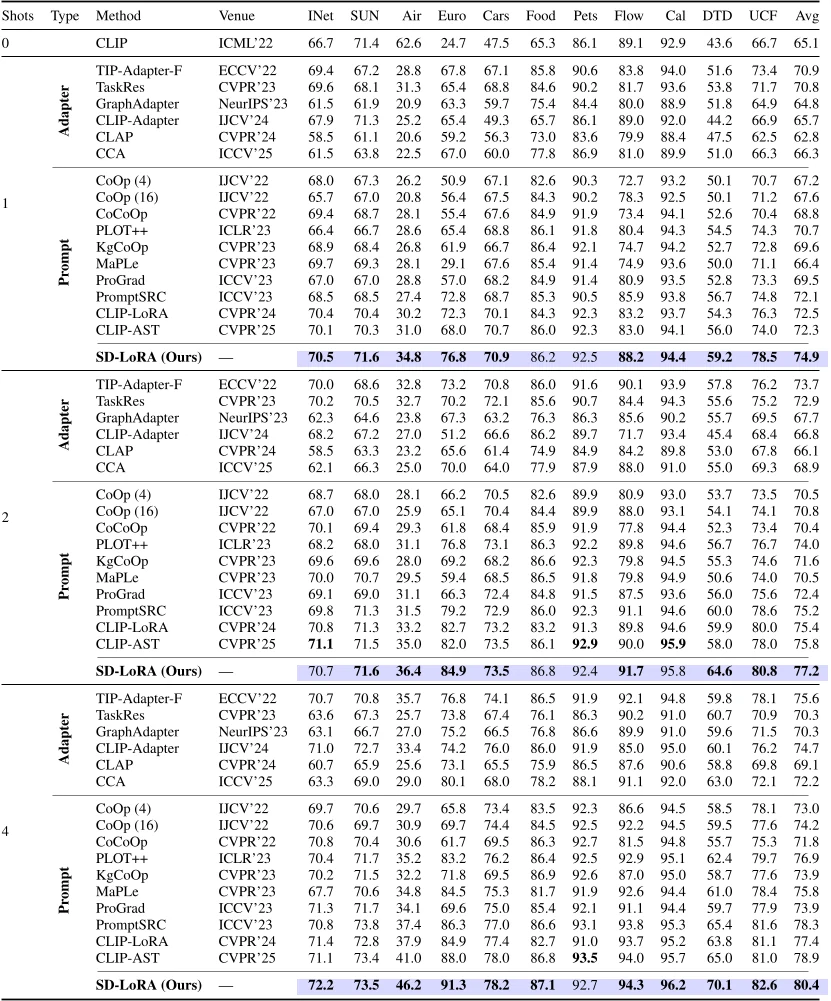 Shots Type Method Venue INet SUN Air Euro Cars Food Pets Flow Cal DTD UCF Avg
0 CLIP ICML'22 66.7 71.4 62.6 24.7 47.5 65.3 86.1 89.1 92.9 43.6 66.7 65.1
1
Adapter
TIP-Adapter-F ECCV'22 69.4 67.2 28.8 67.8 67.1 85.8 90.6 83.8 94.0 51.6 73.4 70.9
TaskRes CVPR'23 69.6 68.1 31.3 65.4 68.8 84.6 90.2 81.7 93.6 53.8 71.7 70.8
GraphAdapter NeurIPS'23 61.5 61.9 20.9 63.3 59.7 75.4 84.4 80.0 88.9 51.8 64.9 64.8
CLIP-Adapter IJCV'24 67.9 71.3 25.2 65.4 49.3 65.7 86.1 89.0 92.0 44.2 66.9 65.7
CLAP CVPR'24 58.5 61.1 20.6 59.2 56.3 73.0 83.6 79.9 88.4 47.5 62.5 62.8
CCA ICCV'25 61.5 63.8 22.5 67.0 60.0 77.8 86.9 81.0 89.9 51.0 66.3 66.3
Prompt
CoOp (4) IJCV'22 68.0 67.3 26.2 50.9 67.1 82.6 90.3 72.7 93.2 50.1 70.7 67.2
CoOp (16) IJCV'22 65.7 67.0 20.8 56.4 67.5 84.3 90.2 78.3 92.5 50.1 71.2 67.6
CoCoOp CVPR'22 69.4 68.7 28.1 55.4 67.6 84.9 91.9 73.4 94.1 52.6 70.4 68.8
PLOT++ ICLR'23 66.4 66.7 28.6 65.4 68.8 86.1 91.8 80.4 94.3 54.5 74.3 70.7
KgCoOp CVPR'23 68.9 68.4 26.8 61.9 66.7 86.4 92.1 74.7 94.2 52.7 72.8 69.6
MaPLe CVPR'23 69.7 69.3 28.1 29.1 67.6 85.4 91.4 74.9 93.6 50.0 71.1 66.4
ProGrad ICCV'23 67.0 67.0 28.8 57.0 68.2 84.9 91.4 80.9 93.5 52.8 73.3 69.5
PromptSRC ICCV'23 68.5 68.5 27.4 72.8 68.7 85.3 90.5 85.9 93.8 56.7 74.8 72.1
CLIP-LoRA CVPR'24 70.4 70.4 30.2 72.3 70.1 84.3 92.3 83.2 93.7 54.3 76.3 72.5
CLIP-AST CVPR'25 70.1 70.3 31.0 68.0 70.7 86.0 92.3 83.0 94.1 56.0 74.0 72.3
SD-LoRA (Ours) — 70.5 71.6 34.8 76.8 70.9 86.2 92.5 88.2 94.4 59.2 78.5 74.9
2
Adapter
TIP-Adapter-F ECCV'22 70.0 68.6 32.8 73.2 70.8 86.0 91.6 90.1 93.9 57.8 76.2 73.7
TaskRes CVPR'23 70.2 70.5 32.7 70.2 72.1 85.6 90.7 84.4 94.3 55.6 75.2 72.9
GraphAdapter NeurIPS'23 62.3 64.6 23.8 67.3 63.2 76.3 86.3 85.6 90.2 55.7 69.5 67.7
CLIP-Adapter IJCV'24 68.2 67.2 27.0 51.2 66.6 86.2 89.7 71.7 93.4 45.4 68.4 66.8
CLAP CVPR'24 58.5 63.3 23.2 65.6 61.4 74.9 84.9 84.2 89.8 53.0 67.8 66.1
CCA ICCV'25 62.1 66.3 25.0 70.0 64.0 77.9 87.9 88.0 91.0 55.0 69.3 68.9
Prompt
CoOp (4) IJCV'22 68.7 68.0 28.1 66.2 70.5 82.6 89.9 80.9 93.0 53.7 73.5 70.5
CoOp (16) IJCV'22 67.0 67.0 25.9 65.1 70.4 84.4 89.9 88.0 93.1 54.1 74.1 70.8
CoCoOp CVPR'22 70.1 69.4 29.3 61.8 68.4 85.9 91.9 77.8 94.4 52.3 73.4 70.4
PLOT++ ICLR'23 68.2 68.0 31.1 76.8 73.1 86.3 92.2 89.8 94.6 56.7 76.7 74.0
KgCoOp CVPR'23 69.6 69.6 28.0 69.2 68.2 86.6 92.3 79.8 94.5 55.3 74.6 71.6
MaPLe CVPR'23 70.0 70.7 29.5 59.4 68.5 86.5 91.8 79.8 94.9 50.6 74.0 70.5
ProGrad ICCV'23 69.1 69.0 31.1 66.3 72.4 84.8 91.5 87.5 93.6 56.0 75.6 72.4
PromptSRC ICCV'23 69.8 71.3 31.5 79.2 72.9 86.0 92.3 91.1 94.6 60.0 78.6 75.2
CLIP-LoRA CVPR'24 70.8 71.3 33.2 82.7 73.2 83.2 91.3 89.8 94.6 59.9 80.0 75.4
CLIP-AST CVPR'25 71.1 71.5 35.0 82.0 73.5 86.1 92.9 90.0 95.9 58.0 78.0 75.8
SD-LoRA (Ours) — 70.7 71.6 36.4 84.9 73.5 86.8 92.4 91.7 95.8 64.6 80.8 77.2
4
Adapter
TIP-Adapter-F ECCV'22 70.7 70.8 35.7 76.8 74.1 86.5 91.9 92.1 94.8 59.8 78.1 75.6
TaskRes CVPR'23 63.6 67.3 25.7 73.8 67.4 76.1 86.3 90.2 91.0 60.7 70.9 70.3
GraphAdapter NeurIPS'23 63.1 66.7 27.0 75.2 66.5 76.8 86.6 89.9 91.0 59.6 71.5 70.3
CLIP-Adapter IJCV'24 71.0 72.7 33.4 74.2 76.0 86.0 91.9 85.0 95.0 60.1 76.2 74.7
CLAP CVPR'24 60.7 65.9 25.6 73.1 65.5 75.9 86.5 87.6 90.6 58.8 69.8 69.1
CCA ICCV'25 63.3 69.0 29.0 80.1 68.0 78.2 88.1 91.1 92.0 63.0 72.1 72.2
Prompt
CoOp (4) IJCV'22 69.7 70.6 29.7 65.8 73.4 83.5 92.3 86.6 94.5 58.5 78.1 73.0
CoOp (16) IJCV'22 70.6 69.7 30.9 69.7 74.4 84.5 92.5 92.2 94.5 59.5 77.6 74.2
CoCoOp CVPR'22 70.8 70.4 30.6 61.7 69.5 86.3 92.7 81.5 94.8 55.7 75.3 71.8
PLOT++ ICLR'23 70.4 71.7 35.2 83.2 76.2 86.4 92.5 92.9 95.1 62.4 79.7 76.9
KgCoOp CVPR'23 70.2 71.5 32.2 71.8 69.5 86.9 92.6 87.0 95.0 58.7 77.6 73.9
MaPLe CVPR'23 67.7 70.6 34.8 84.5 75.3 81.7 91.9 92.6 94.4 61.0 78.4 75.8
ProGrad ICCV'23 71.3 71.7 34.1 69.6 75.0 85.4 92.1 91.1 94.4 59.7 77.9 73.9
PromptSRC ICCV'23 70.8 73.8 37.4 86.3 77.0 86.6 93.1 93.8 95.3 65.4 81.6 78.3
CLIP-LoRA CVPR'24 71.4 72.8 37.9 84.9 77.4 82.7 91.0 93.7 95.2 63.8 81.1 77.4
CLIP-AST CVPR'25 71.1 73.4 41.0 88.0 78.0 86.8 93.5 94.0 95.7 65.0 81.0 78.9
SD-LoRA (Ours) — 72.2 73.5 46.2 91.3 78.2 87.1 92.7 94.3 96.2 70.1 82.6 80.4